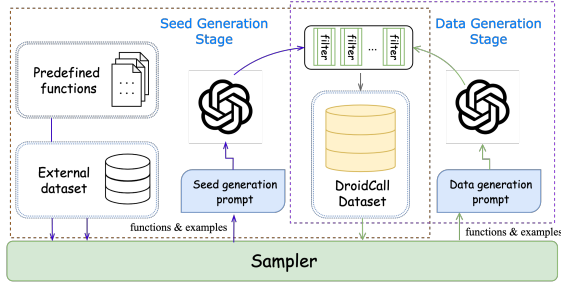 Seed Generation
Stage
Data Generation
Stage
filter
filter
...
filter
Predefined
functions
...
...
External
dataset
Seed generation
prompt
DroidCall
Dataset
Data generation
prompt
functions & examples
functions & examples
Sampler